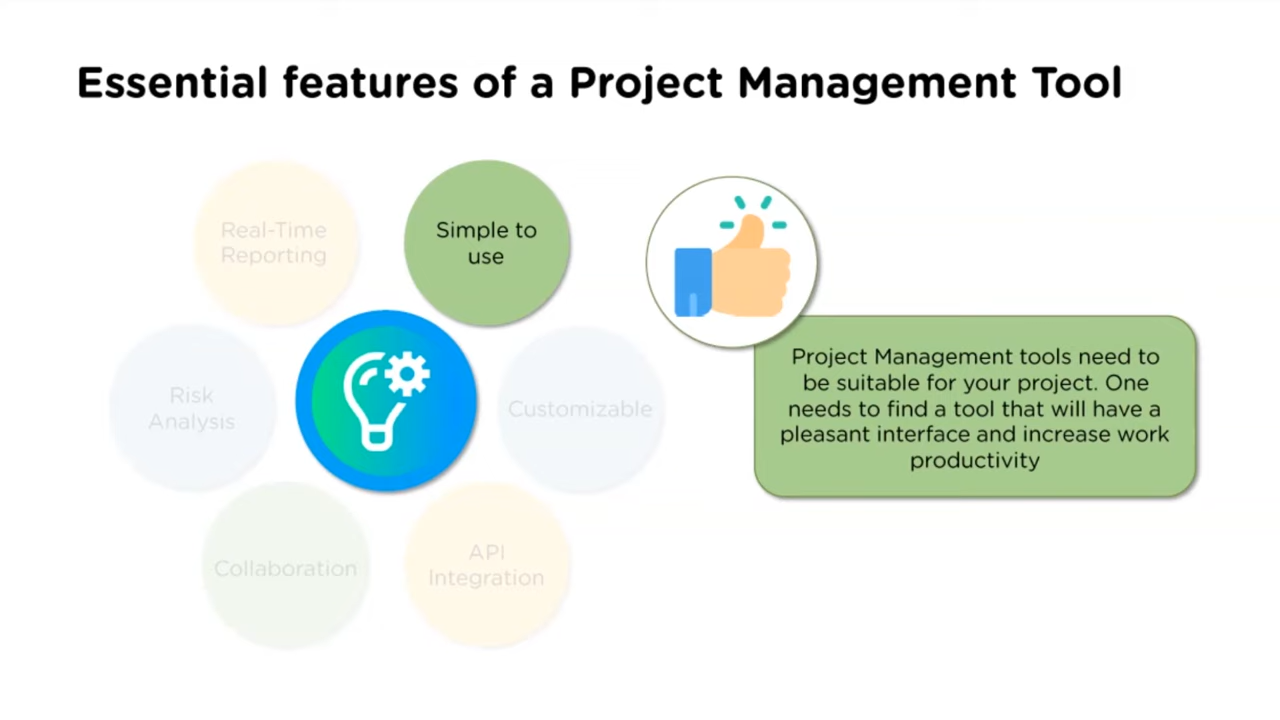 Essential features of a Project Management Tool
Real-Time
Reporting
Simple to
use
Risk
Analysis
Customizable
Collaboration
API
Integration
Project Management tools need to
be suitable for your project. One
needs to find a tool that will have a
pleasant interface and increase work
productivity